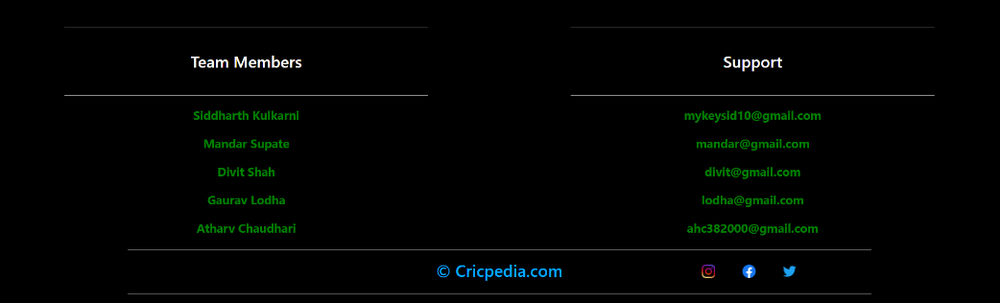 Team Members
Siddharth Kulkarni
Mandar Supate
Divit Shah
Gaurav Lodha
Atharv Chaudhari
Support
mykeysid10@gmail.com
mandar@gmail.com
divit@gmail.com
lodha@gmail.com
ahc382000@gmail.com
© Cricpedia.com